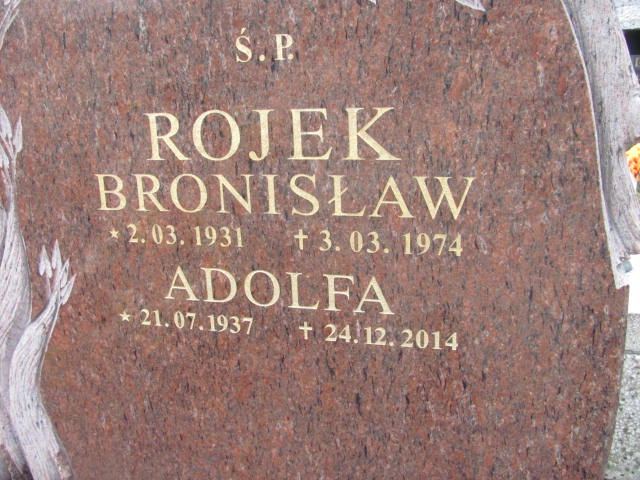 Ś.P.
ROJEK
BRONISŁAW
* 2.03.1931 ✝ 3.03.1974
ADOLFA
* 21.07.1937 ✝ 24.12.2014